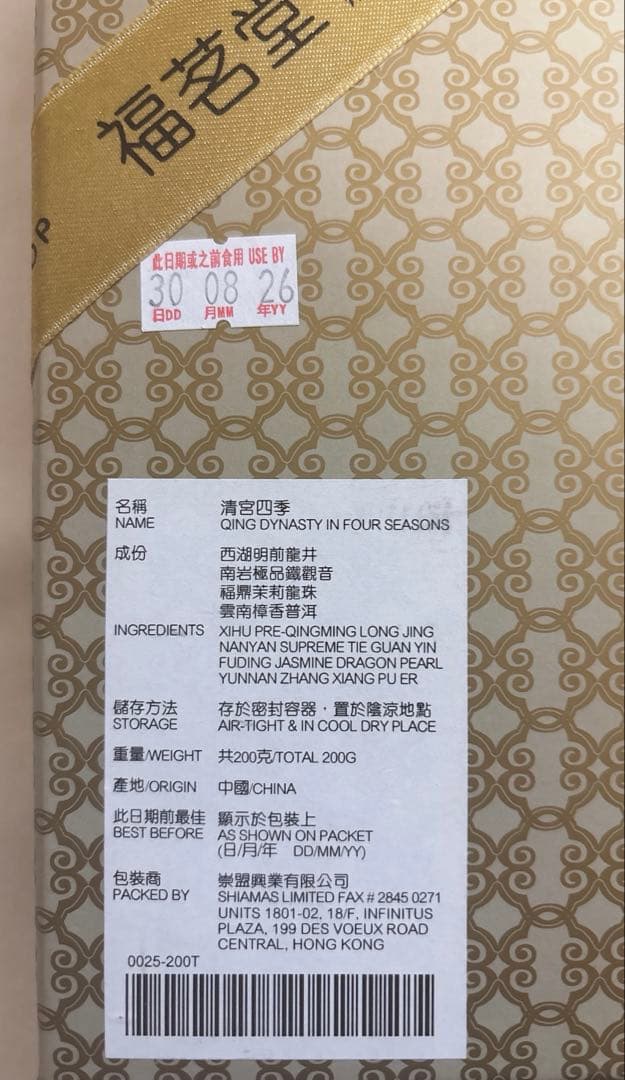 福茗堂
OP
此日期或之前食用 USE BY
30 08 26
日DD 月MM 年YY
名稱 清宮四季
NAME QING DYNASTY IN FOUR SEASONS
成份 西湖明前龍井
南岩極品鐵觀音
福鼎茉莉龍珠
雲南樟香普洱
INGREDIENTS XIHU PRE-QINGMING LONG JING
NANYAN SUPREME TIE GUAN YIN
FUDING JASMINE DRAGON PEARL
YUNNAN ZHANG XIANG PU ER
儲存方法 存於密封容器，置於陰涼地點
STORAGE AIR-TIGHT & IN COOL DRY PLACE
重量/WEIGHT 共200克/TOTAL 200G
產地/ORIGIN 中國/CHINA
此日期前最佳 顯示於包裝上
BEST BEFORE AS SHOWN ON PACKET
(日/月/年 DD/MM/YY)
包裝商 崇盟興業有限公司
PACKED BY SHIAMAS LIMITED FAX # 2845 0271
UNITS 1801-02, 18/F, INFINITUS
PLAZA, 199 DES VOEUX ROAD
CENTRAL, HONG KONG
0025-200T